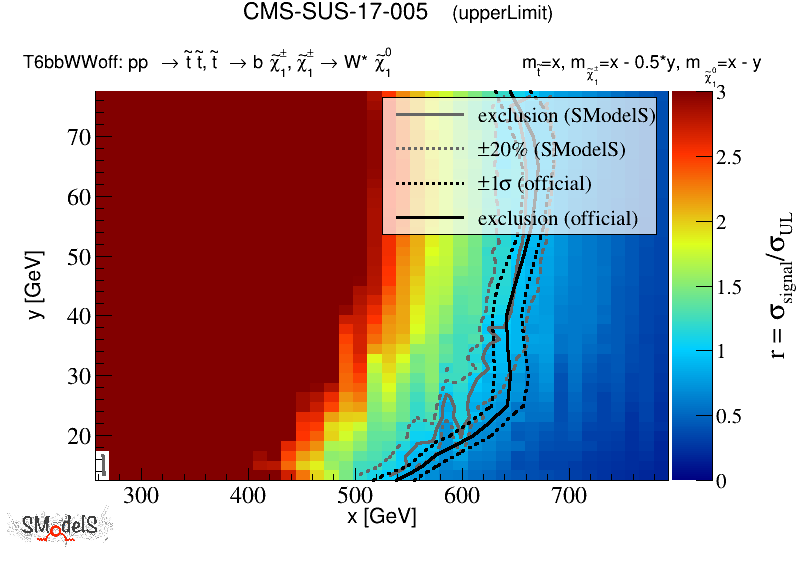 CMS-SUS-17-005 (upperLimit)
T6bbWWoff: pp → t̃ t̃, t̃ → b χ̃₁±, χ̃₁± → W* χ̃₁⁰
m_t̃=x, m_χ̃₁±=x - 0.5*y, m_χ̃₁⁰=x - y
exclusion (SModelS)
±20% (SModelS)
±1σ (official)
exclusion (official)
70
60
50
40
30
20
y [GeV]
300 400 500 600 700
x [GeV]
3
2.5
2
1.5
1
0.5
0
r = σ_signal/σ_UL
SModelS